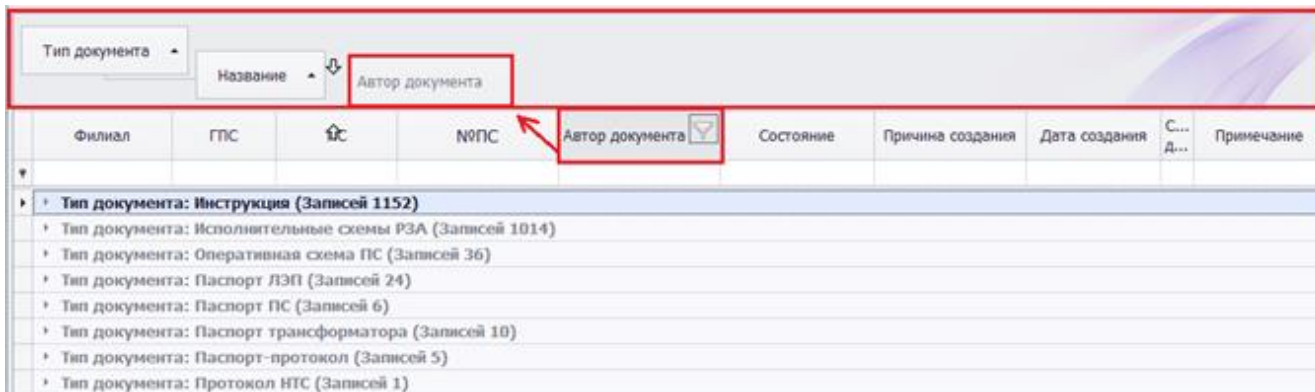 Тип документа
Название
Автор документа
Филиал ГПС ПС №ПС Автор документа Состояние Причина создания Дата создания С... Д... Примечание
Тип документа: Инструкция (Записей 1152)
Тип документа: Исполнительные схемы РЗА (Записей 1014)
Тип документа: Оперативная схема ПС (Записей 36)
Тип документа: Паспорт ЛЭП (Записей 24)
Тип документа: Паспорт ПС (Записей 6)
Тип документа: Паспорт трансформатора (Записей 10)
Тип документа: Паспорт-протокол (Записей 5)
Тип документа: Протокол НТС (Записей 1)